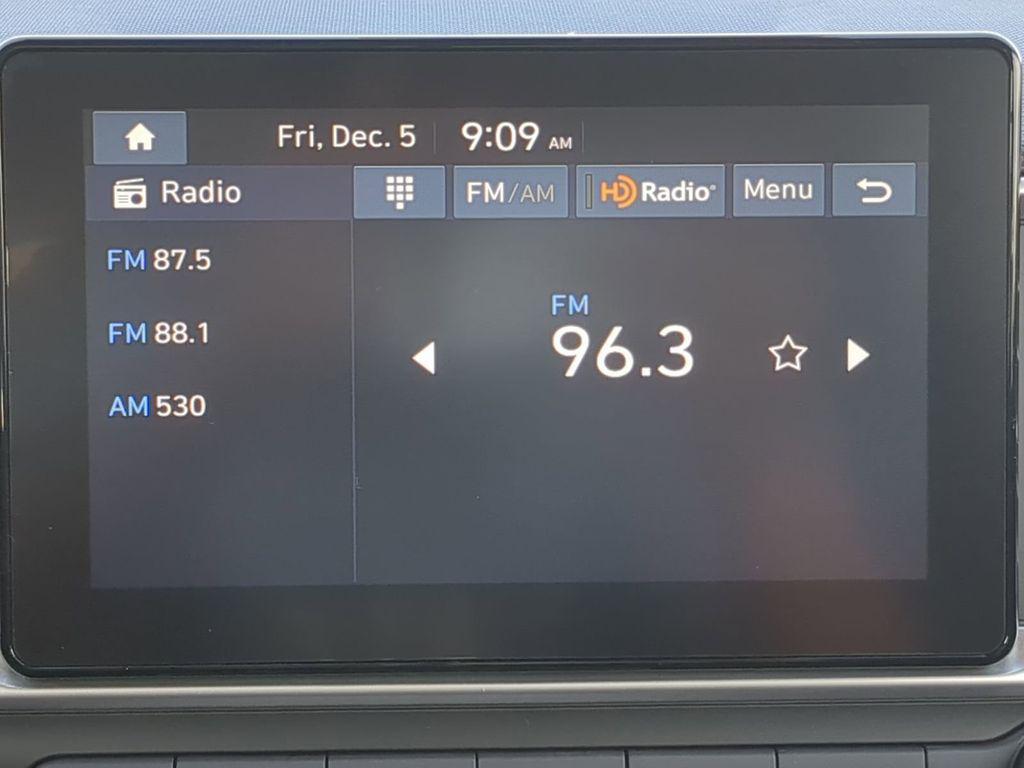 Fri, Dec. 5 9:09 AM
Radio FM/AM HD Radio® Menu
FM 87.5
FM 88.1
AM 530
FM
96.3